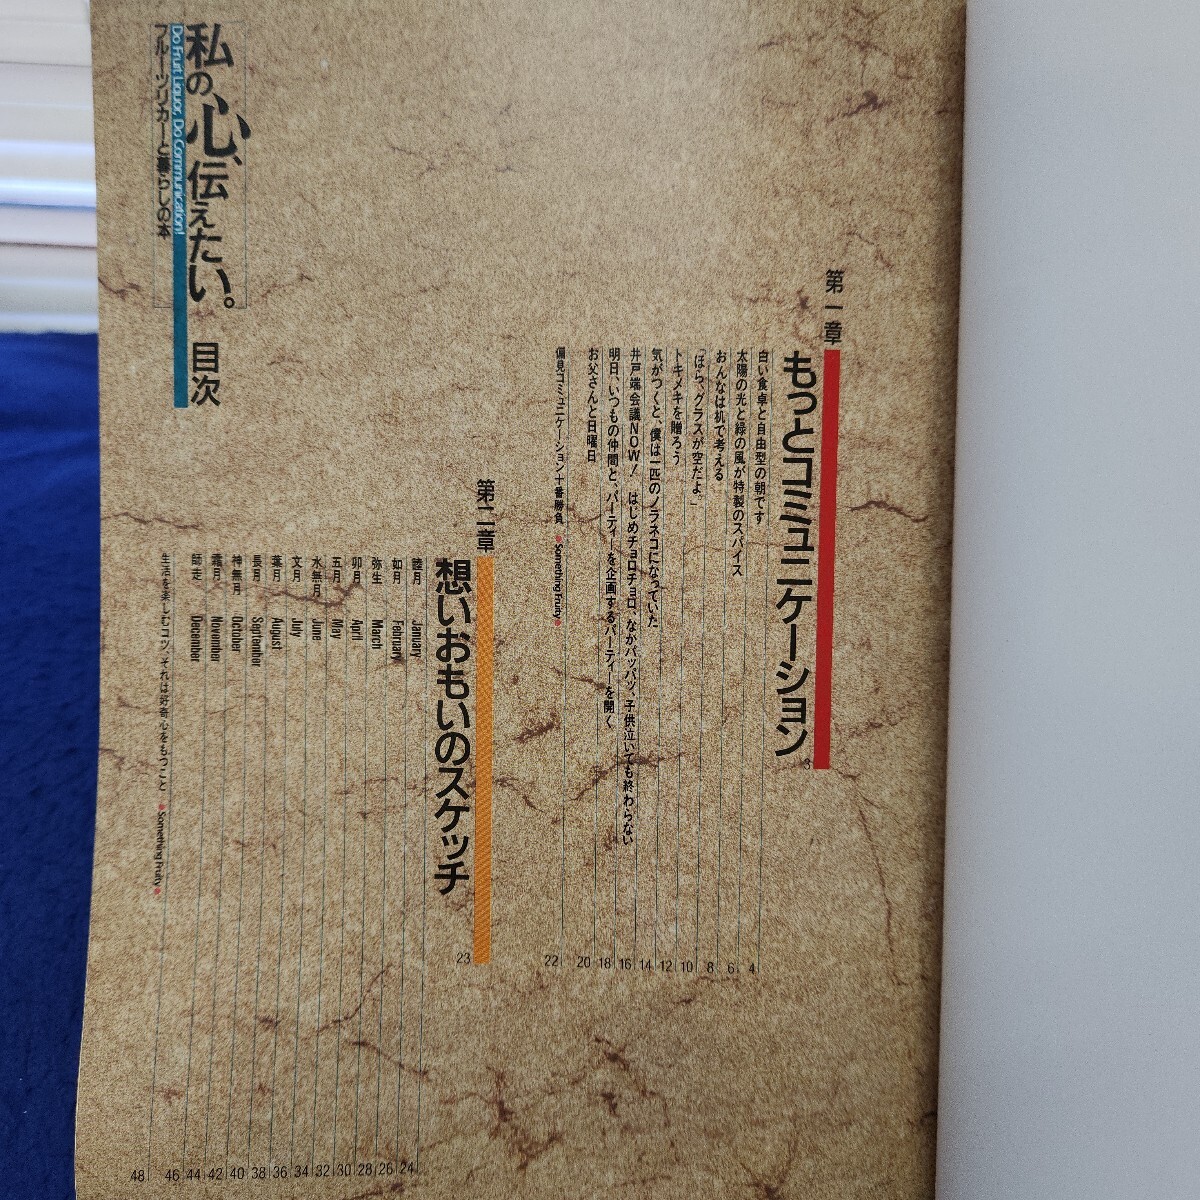 第一章
もっとコミュニケーション
3
白い食卓と自由型の朝です
4
太陽の光と緑の風が特製のスパイス
6
おんなは机で考える
8
「ほら、グラスが空だよ。」
10
トキメキを贈ろう
12
気がつくと、僕は一匹のノラネコになっていた
14
井戸端会議NOW! はじめチョロチョロ、なかパッパッ、子供泣いても終わらない
16
明日、いつもの仲間と、パーティーを企画するパーティーを開く
18
お父さんと日曜日
20
偏見コミュニケーション十番勝負 ●Something Fruity●
22
第二章
想いおもいのスケッチ
23
睦月 January
24
如月 February
26
弥生 March
28
卯月 April
30
五月 May
32
水無月 June
34
文月 July
36
葉月 August
38
長月 September
40
神無月 October
42
霜月 November
44
師走 December
46
生活を楽しむコツ、それは好奇心をもつこと ●Something Fruity●
48
私の心、伝えたい。 目次
Do Fruit Liquor, Do Communication!
フルーツリカーと暮らしの本